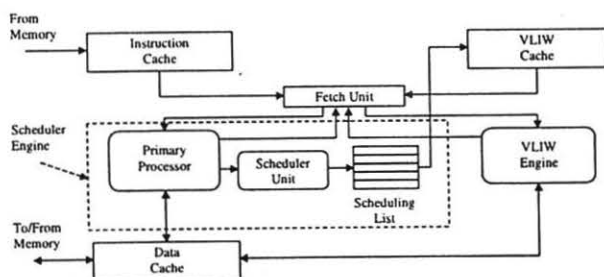 From
Memory
Instruction
Cache
VLIW
Cache
Fetch Unit
Scheduler
Engine
Primary
Processor
Scheduler
Unit
VLIW
Engine
Scheduling
List
To/From
Memory
Data
Cache